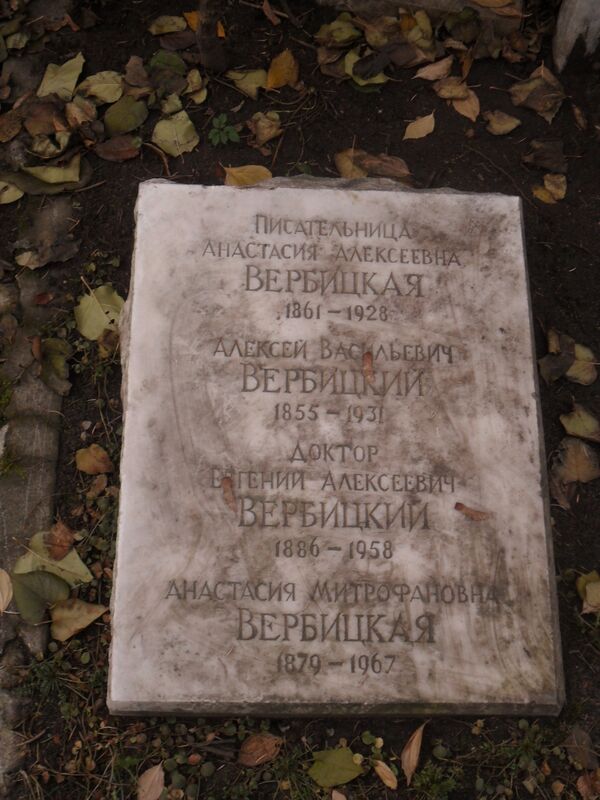 Писательница
Анастасия Алексеевна
Вербицкая
1861 – 1928
Алексей Васильевич
Вербицкий
1855 – 1931
Доктор
Евгений Алексеевич
Вербицкий
1886 – 1958
Анастасия Митрофановна
Вербицкая
1879 – 1967